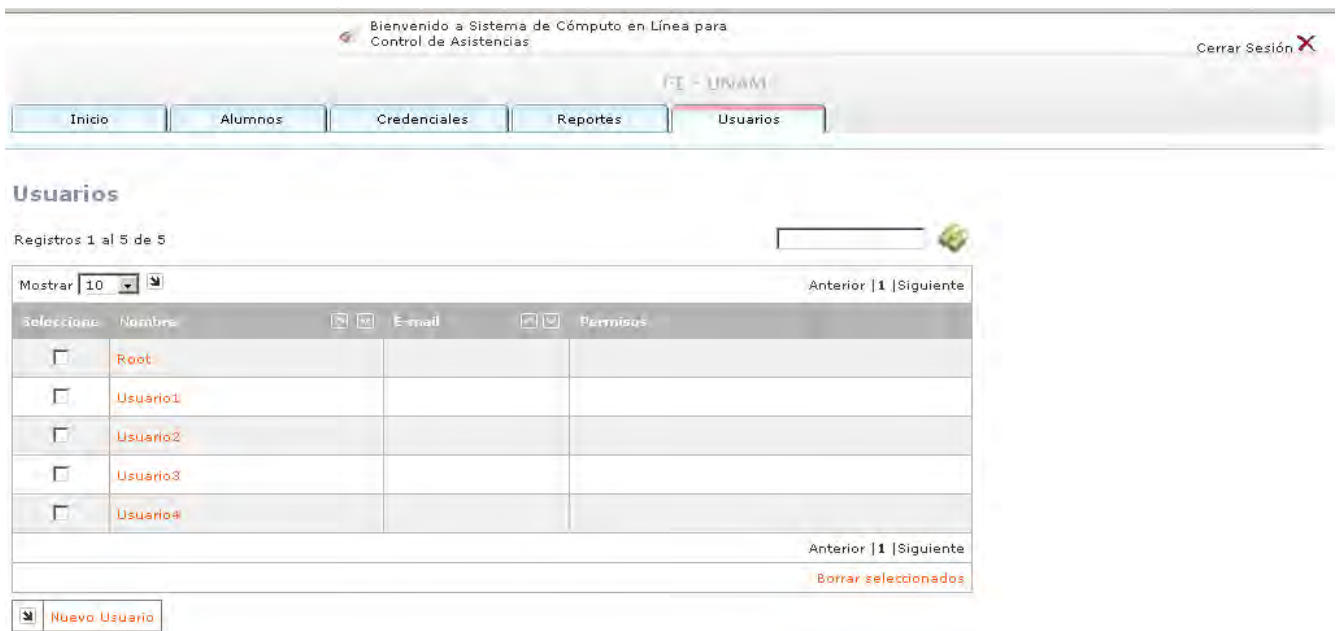 Bienvenido a Sistema de Cómputo en Línea para
Control de Asistencias
Cerrar Sesión
FI - UNAM
Inicio Alumnos Credenciales Reportes Usuarios
Usuarios
Registros 1 al 5 de 5
Mostrar 10 Anterior |1 |Siguiente
Seleccione Nombre E-mail Permisos
Root
Usuario1
Usuario2
Usuario3
Usuario4
Anterior |1 |Siguiente
Borrar seleccionados
Nuevo Usuario